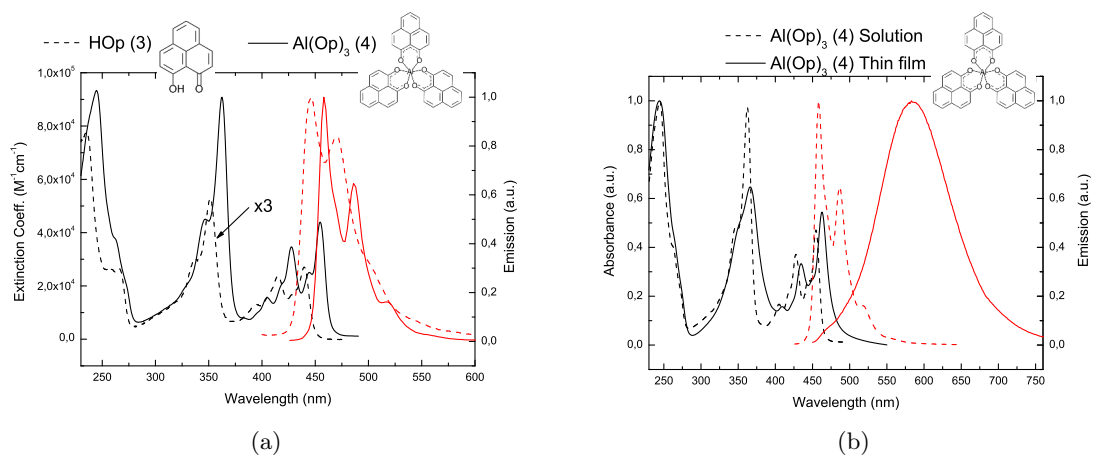 HOp (3)
Al(Op)3 (4)
OH
O
O
O
Al
O
O
O
O
1,0x10^5
8,0x10^4
6,0x10^4
4,0x10^4
2,0x10^4
0,0
Extinction Coeff. (M^-1cm^-1)
x3
1,0
0,8
0,6
0,4
0,2
0,0
Emission (a.u.)
250 300 350 400 450 500 550 600
Wavelength (nm)
(a)
Al(Op)3 (4) Solution
Al(Op)3 (4) Thin film
O
O
Al
O
O
O
O
1,0
0,8
0,6
0,4
0,2
0,0
Absorbance (a.u.)
1,0
0,8
0,6
0,4
0,2
0,0
Emission (a.u.)
250 300 350 400 450 500 550 600 650 700 750
Wavelength (nm)
(b)